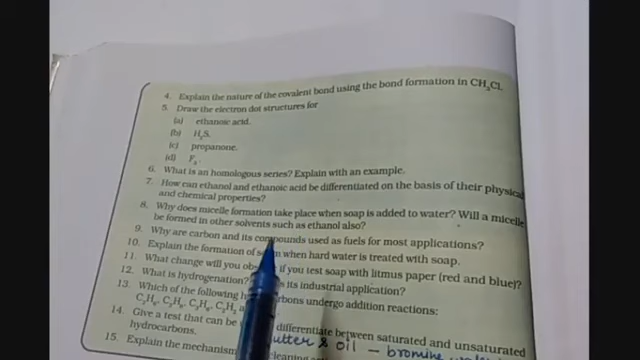 4. Explain the nature of the covalent bond using the bond formation in CH₃Cl.
5. Draw the electron dot structures for
(a) ethanoic acid.
(b) H₂S.
(c) propanone.
(d) F₂.
6. What is an homologous series? Explain with an example.
7. How can ethanol and ethanoic acid be differentiated on the basis of their physical
and chemical properties?
8. Why does micelle formation take place when soap is added to water? Will a micelle
be formed in other solvents such as ethanol also?
9. Why are carbon and its compounds used as fuels for most applications?
10. Explain the formation of when hard water is treated with soap.
11. What change will you if you test soap with litmus paper (red and blue)?
12. What is hydrogenation? its industrial application?
13. Which of the following undergo addition reactions:
C₂H₆, C₃H₈, C₃H₆, C₂H₂
14. Give a test that can be differentiate between saturated and unsaturated
hydrocarbons. Butter & oil – bromine
15. Explain the